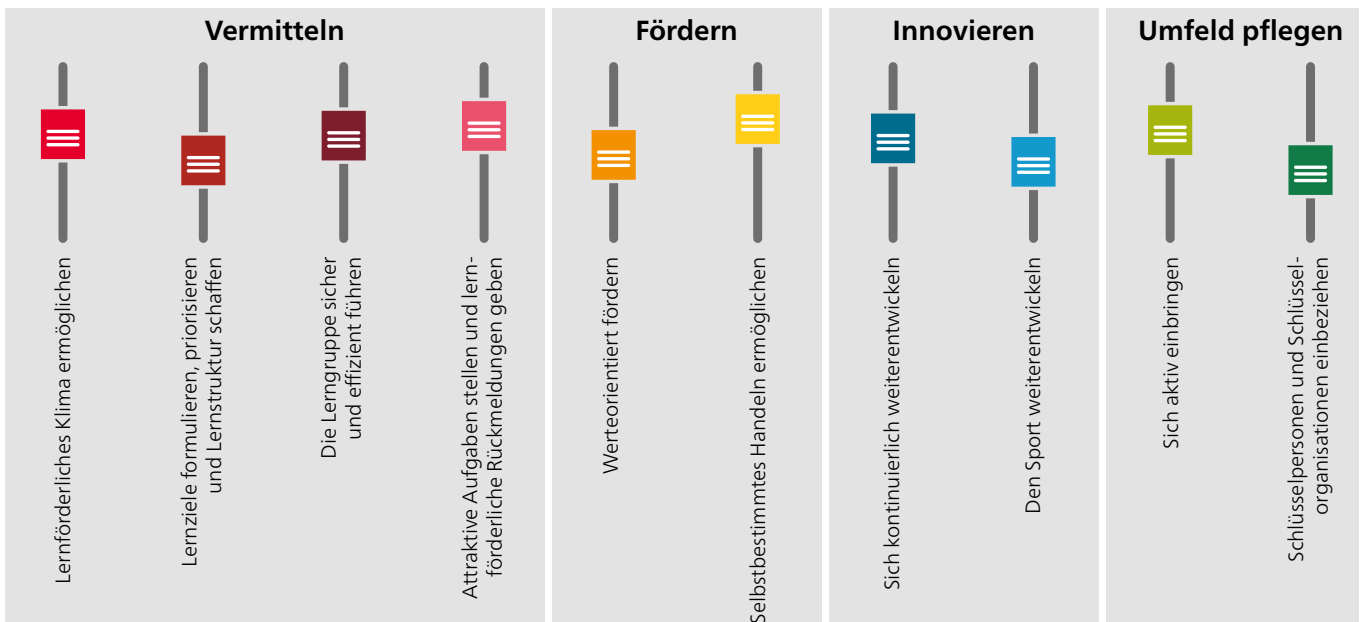 Vermitteln
Lernförderliches Klima ermöglichen
Lernziele formulieren, priorisieren
und Lernstruktur schaffen
Die Lerngruppe sicher
und effizient führen
Attraktive Aufgaben stellen und lern-
förderliche Rückmeldungen geben
Fördern
Werteorientiert fördern
Selbstbestimmtes Handeln ermöglichen
Innovieren
Sich kontinuierlich weiterentwickeln
Den Sport weiterentwickeln
Umfeld pflegen
Sich aktiv einbringen
Schlüsselpersonen und Schlüssel-
organisationen einbeziehen